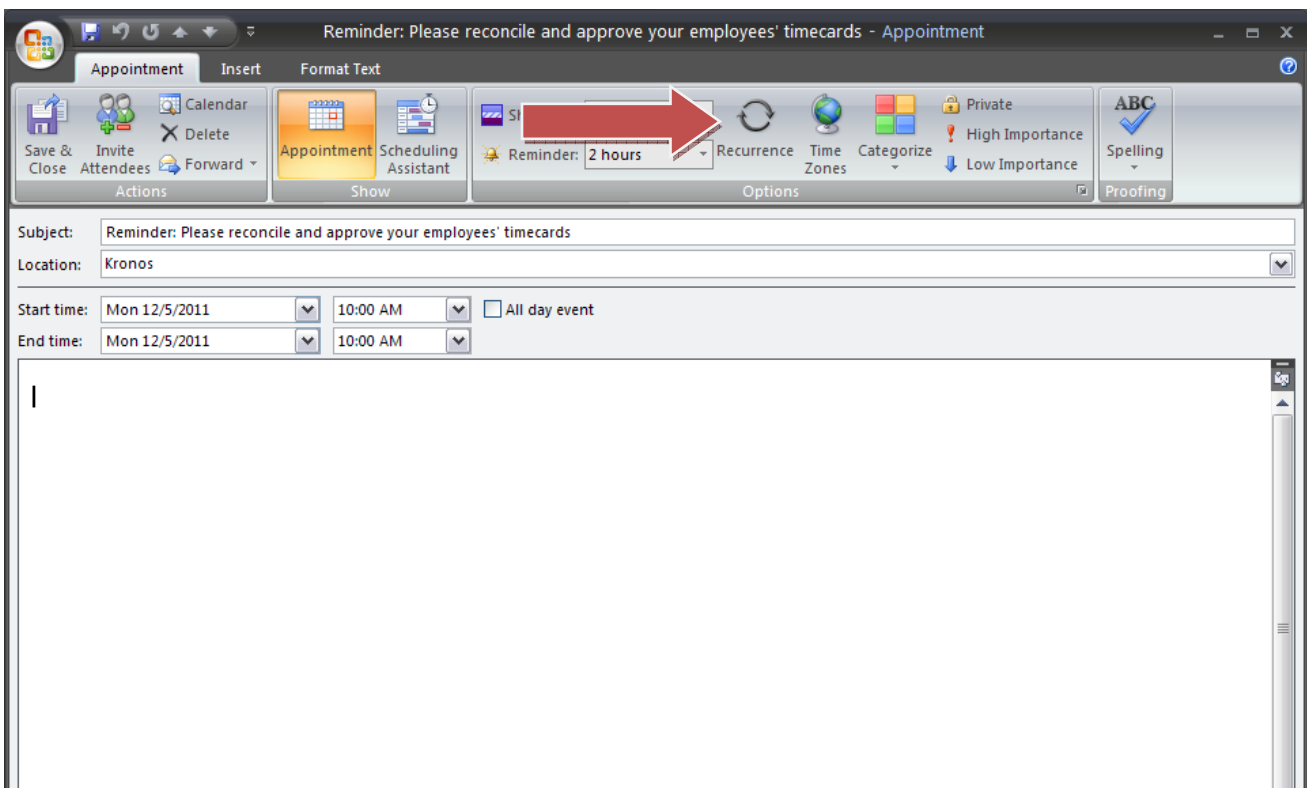 Reminder: Please reconcile and approve your employees' timecards - Appointment
Appointment Insert Format Text
Save & Close
Invite Attendees
Calendar
Delete
Forward
Actions
Appointment
Scheduling Assistant
Show
Reminder: 2 hours
Recurrence
Time Zones
Categorize
Private
High Importance
Low Importance
Options
ABC
Spelling
Proofing
Subject: Reminder: Please reconcile and approve your employees' timecards
Location: Kronos
Start time: Mon 12/5/2011 10:00 AM All day event
End time: Mon 12/5/2011 10:00 AM